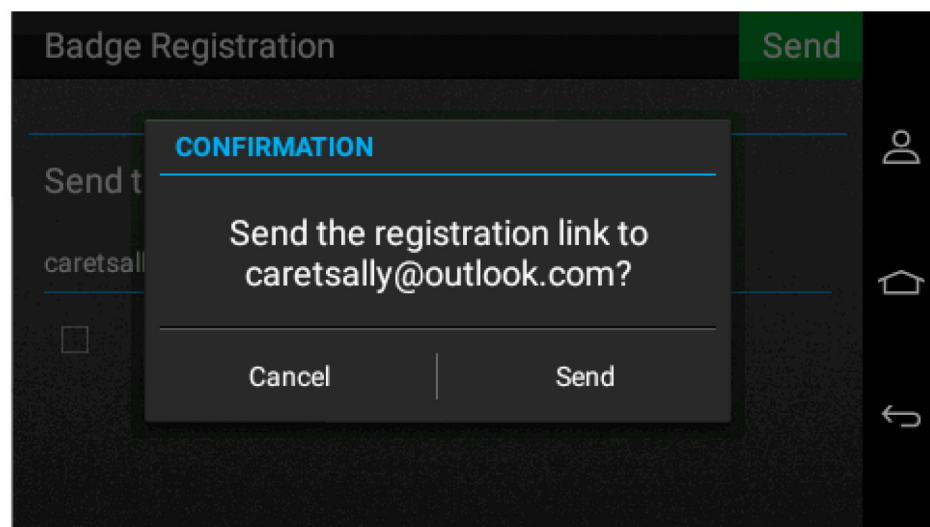 Badge Registration
Send
CONFIRMATION
Send t
Send the registration link to
caretsally@outlook.com?
caretsall
Cancel
Send